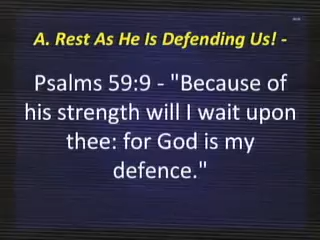 A. Rest As He Is Defending Us! -
Psalms 59:9 - "Because of
his strength will I wait upon
thee: for God is my
defence."